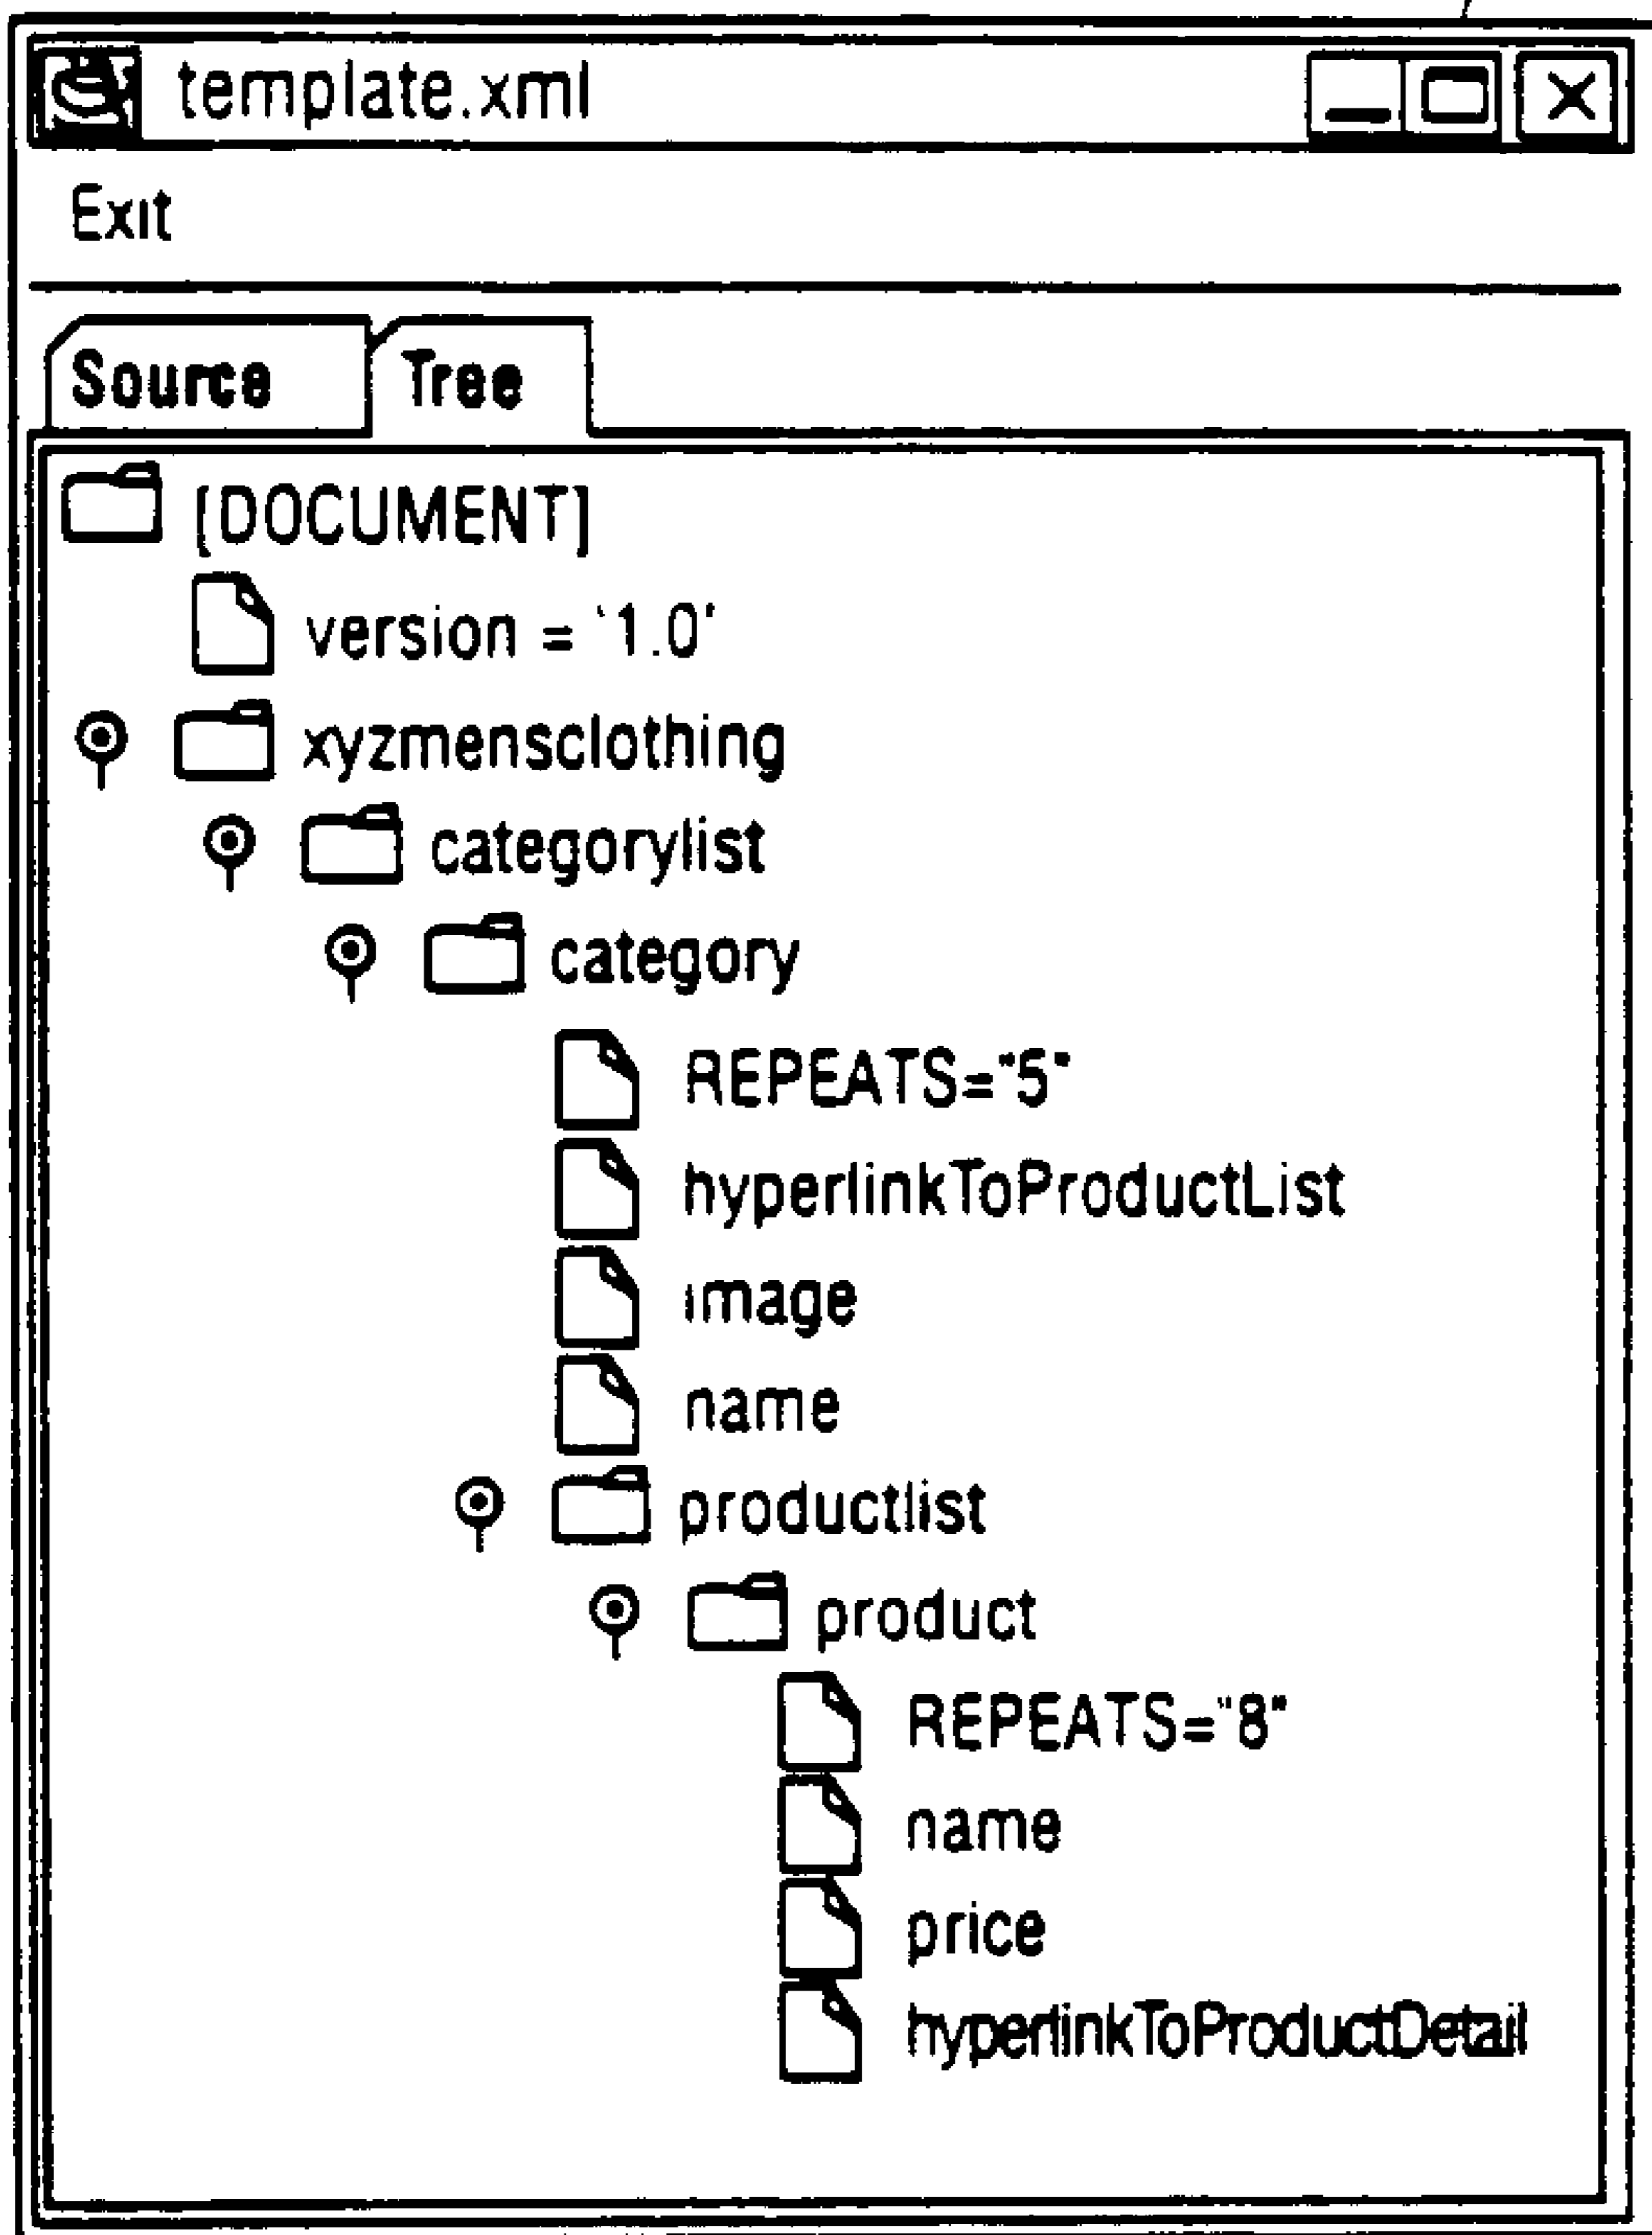 template.xml
Exit
Source Tree
[DOCUMENT]
version = '1.0'
xyzmensclothing
categorylist
category
REPEATS="5"
hyperlinkToProductList
image
name
productlist
product
REPEATS="8"
name
price
hyperlinkToProductDetail